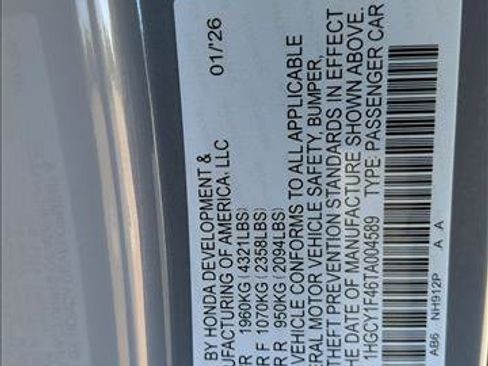 BY HONDA DEVELOPMENT &
UFACTURING OF AMERICA, LLC 01/'26
R 1960KG(4321LBS)
R F 1070KG(2358LBS)
R R 950KG(2094LBS)
VEHICLE CONFORMS TO ALL APPLICABLE
ERAL MOTOR VEHICLE SAFETY, BUMPER,
THEFT PREVENTION STANDARDS IN EFFECT
HE DATE OF MANUFACTURE SHOWN ABOVE.
1HGCY1F46TA004589 TYPE: PASSENGER CAR
AB6 NH912P A A